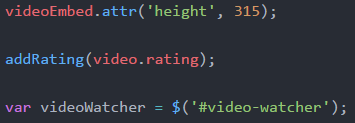 videoEmbed.attr('height', 315);
addRating(video.rating);
var videoWatcher = $('#video-watcher');